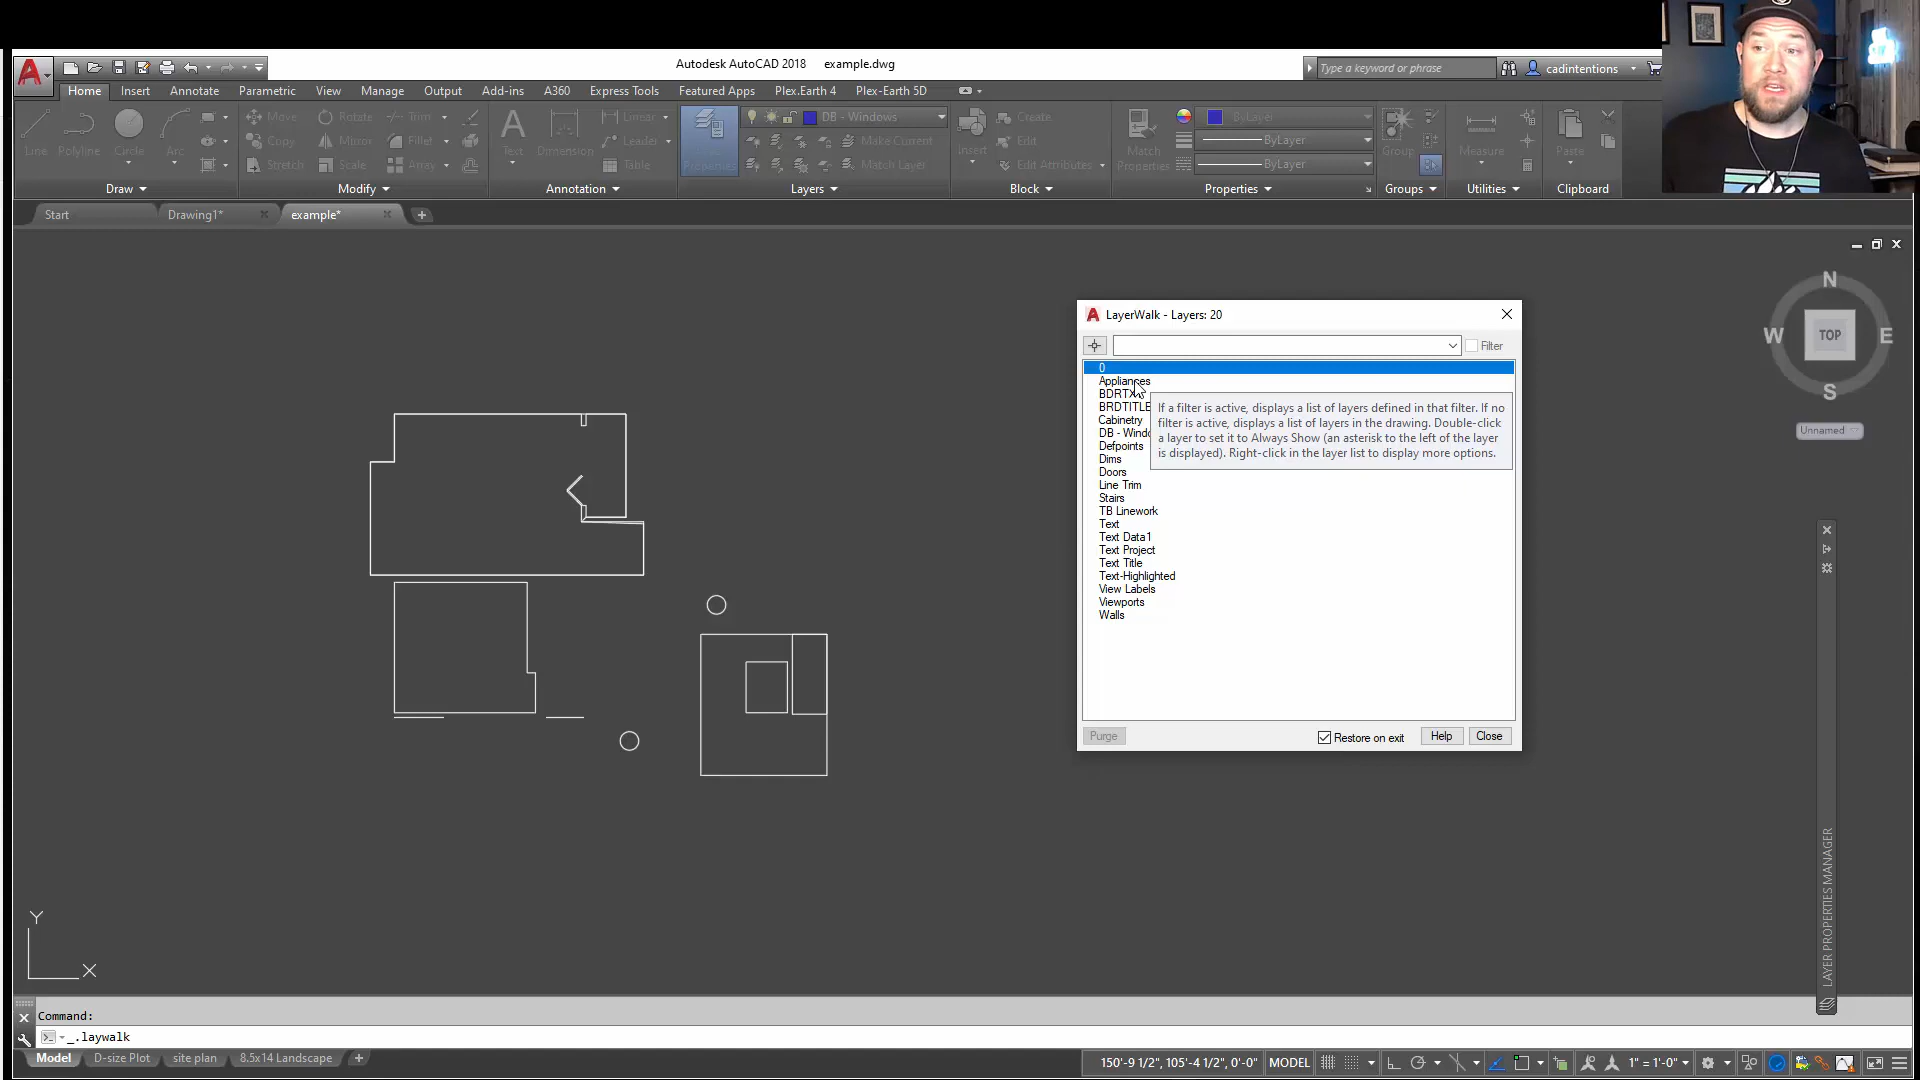 Autodesk AutoCAD 2018 example.dwg
Type a keyword or phrase
cadintentions
Home Insert Annotate Parametric View Manage Output Add-ins A360 Express Tools Featured Apps Plex.Earth 4 Plex-Earth 5D
Line Polyline Circle Arc
Move Rotate Trim
Copy Mirror Fillet
Stretch Scale Array
Text Dimension
Linear
Leader
Table
Properties
DB - Windows
Make Current
Match Layer
Insert
Create
Edit
Edit Attributes
Match
Properties
ByLayer
ByLayer
ByLayer
Group
Measure
Paste
Draw Modify Annotation Layers Block Properties Groups Utilities Clipboard
Start Drawing1* example*
N
W TOP E
S
Unnamed
LayerWalk - Layers: 20
Filter
0
Appliances
BDRTX
BRDTITLE
Cabinetry
DB - Windo
Defpoints
Dims
Doors
Line Trim
Stairs
TB Linework
Text
Text Data1
Text Project
Text Title
Text-Highlighted
View Labels
Viewports
Walls
If a filter is active, displays a list of layers defined in that filter. If no
filter is active, displays a list of layers in the drawing. Double-click
a layer to set it to Always Show (an asterisk to the left of the layer
is displayed). Right-click in the layer list to display more options.
Purge Restore on exit Help Close
LAYER PROPERTIES MANAGER
Y
X
Command:
_.laywalk
Model D-size Plot site plan 8.5x14 Landscape
150'-9 1/2", 105'-4 1/2", 0'-0" MODEL 1" = 1'-0"